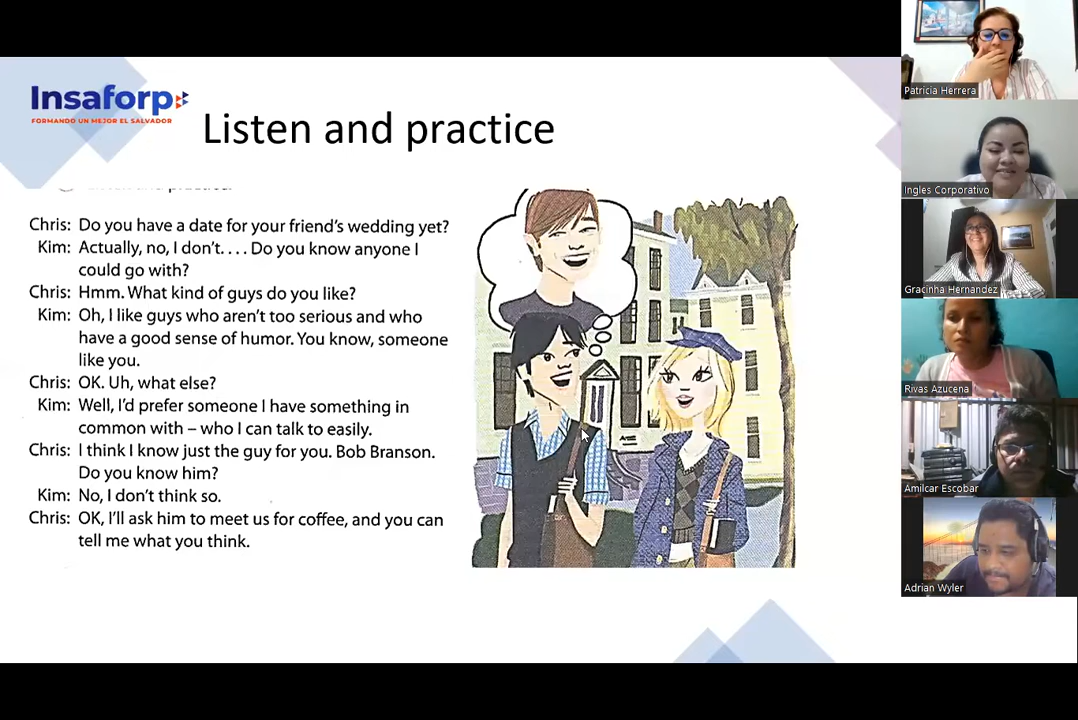 Insaforp
FORMANDO UN MEJOR EL SALVADOR
Listen and practice
Chris: Do you have a date for your friend's wedding yet?
Kim: Actually, no, I don't. . . . Do you know anyone I
could go with?
Chris: Hmm. What kind of guys do you like?
Kim: Oh, I like guys who aren't too serious and who
have a good sense of humor. You know, someone
like you.
Chris: OK. Uh, what else?
Kim: Well, I'd prefer someone I have something in
common with – who I can talk to easily.
Chris: I think I know just the guy for you. Bob Branson.
Do you know him?
Kim: No, I don't think so.
Chris: OK, I'll ask him to meet us for coffee, and you can
tell me what you think.
Patricia Herrera
Ingles Corporativo
Gracinha Hernandez
Rivas Azucena
Amilcar Escobar
Adrian Wyler